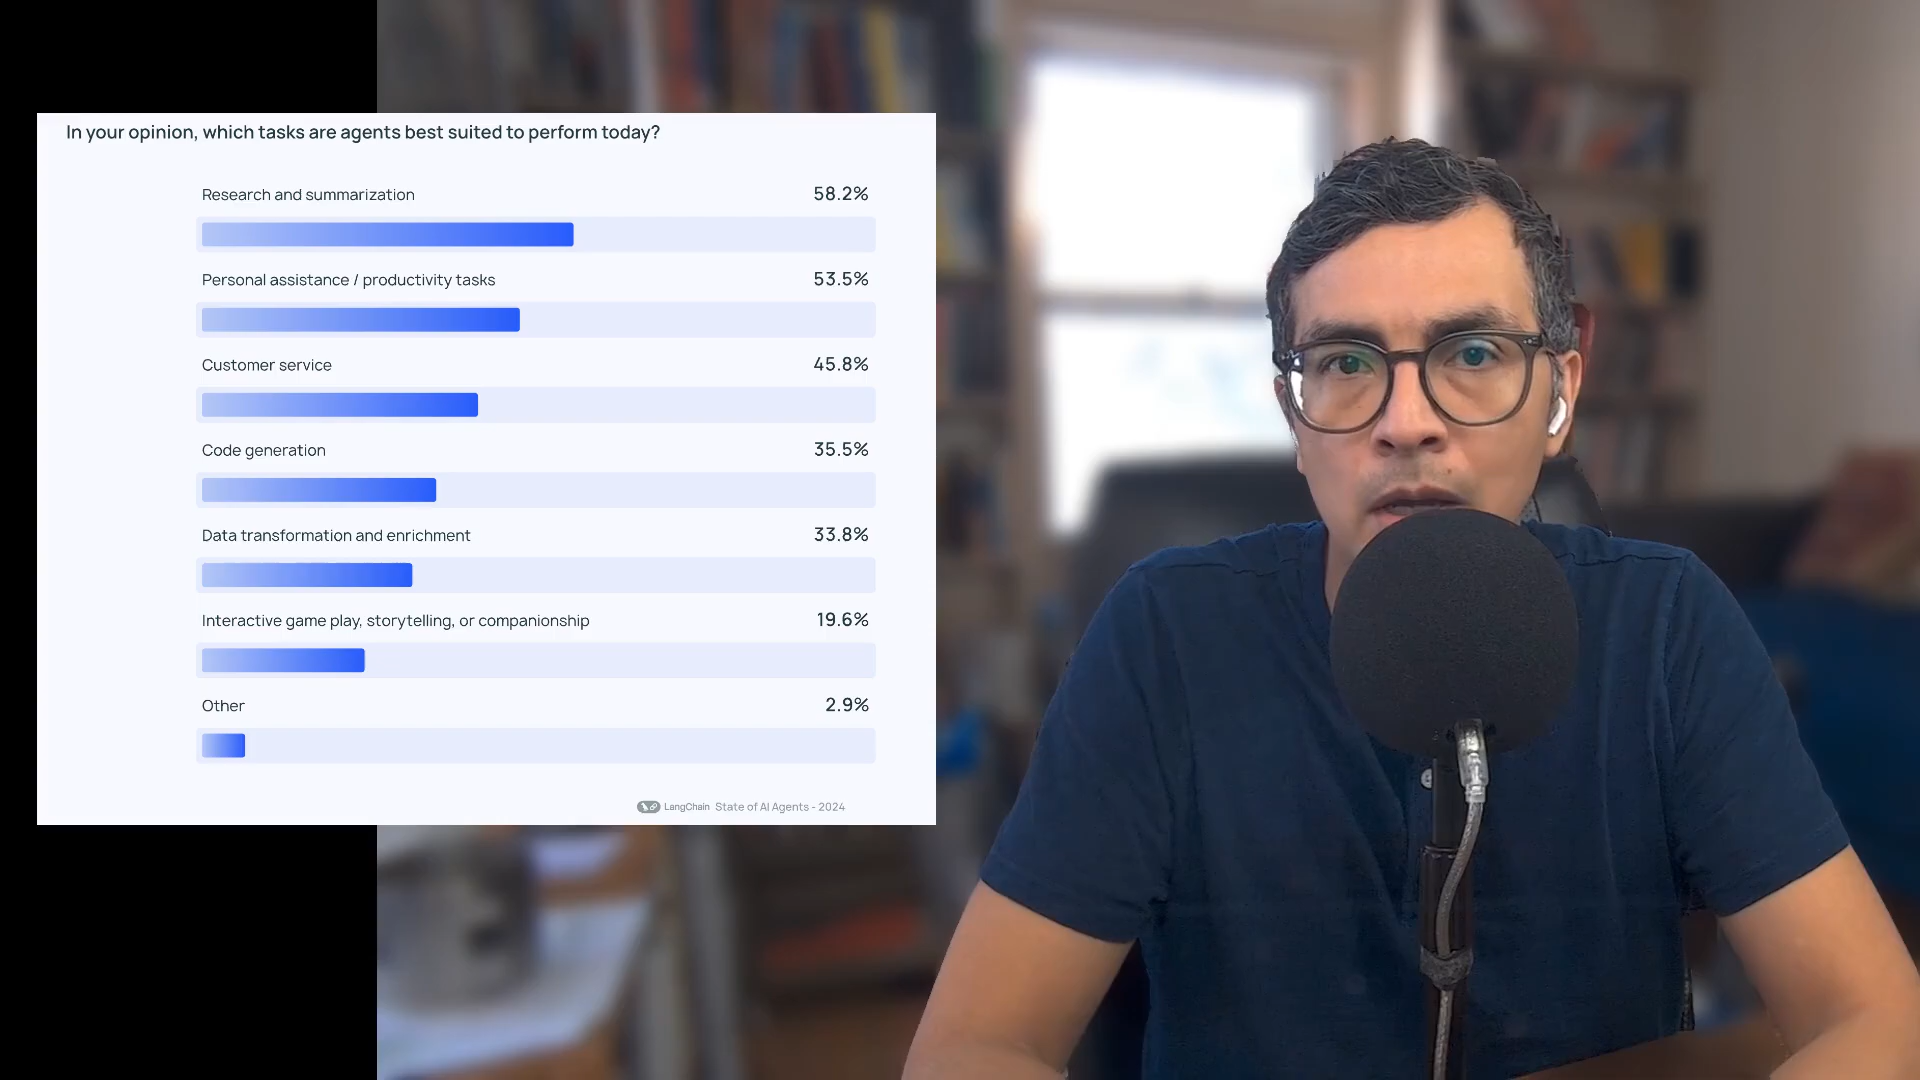 In your opinion, which tasks are agents best suited to perform today?
Research and summarization 58.2%
Personal assistance / productivity tasks 53.5%
Customer service 45.8%
Code generation 35.5%
Data transformation and enrichment 33.8%
Interactive game play, storytelling, or companionship 19.6%
Other 2.9%
LangChain State of AI Agents - 2024